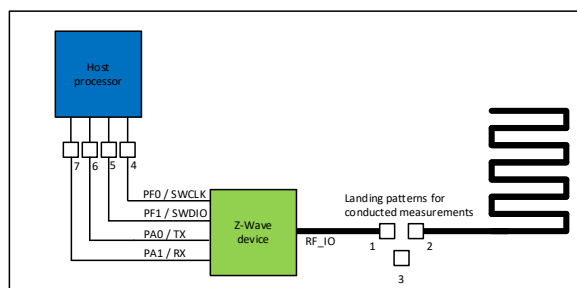 Host
processor
7 6 5 4
PF0 / SWCLK
PF1 / SWDIO
PA0 / TX
PA1 / RX
Z-Wave
device
RF_IO
Landing patterns for
conducted measurements
1 2
3